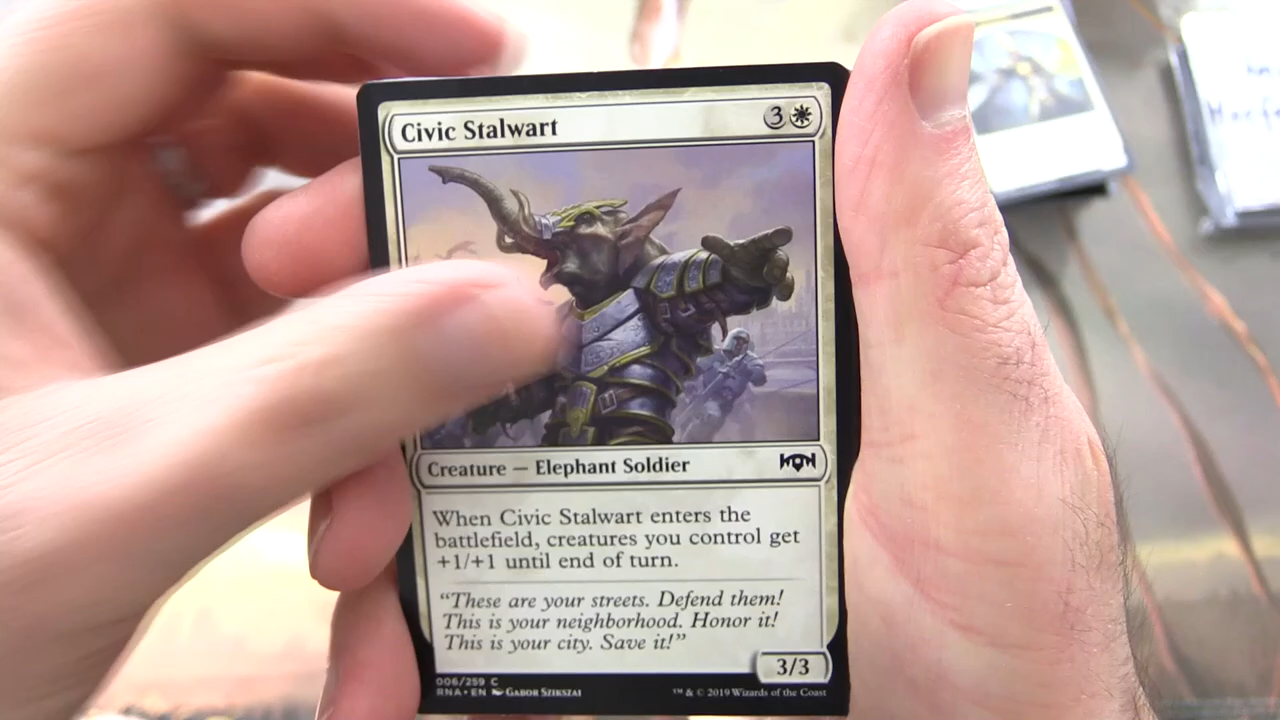 Civic Stalwart 3
Creature — Elephant Soldier
When Civic Stalwart enters the
battlefield, creatures you control get
+1/+1 until end of turn.
“These are your streets. Defend them!
This is your neighborhood. Honor it!
This is your city. Save it!”
3/3
006/259 C
RNA • EN Gabor Szikszai
™ & © 2019 Wizards of the Coast